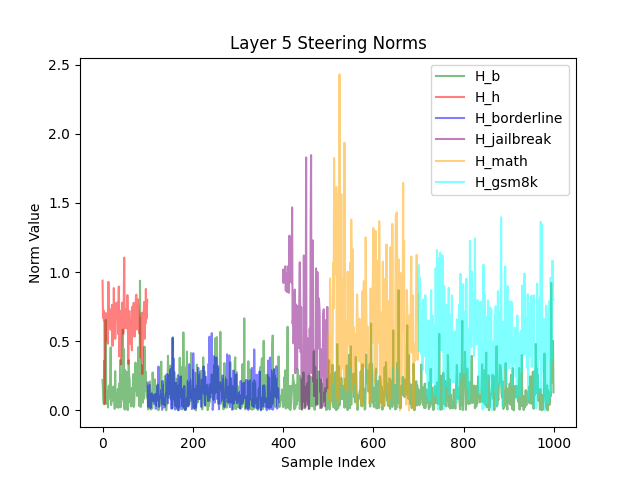 Layer 5 Steering Norms
2.5
2.0
1.5
1.0
0.5
0.0
Norm Value
H_b
H_h
H_borderline
H_jailbreak
H_math
H_gsm8k
0
200
400
600
800
1000
Sample Index